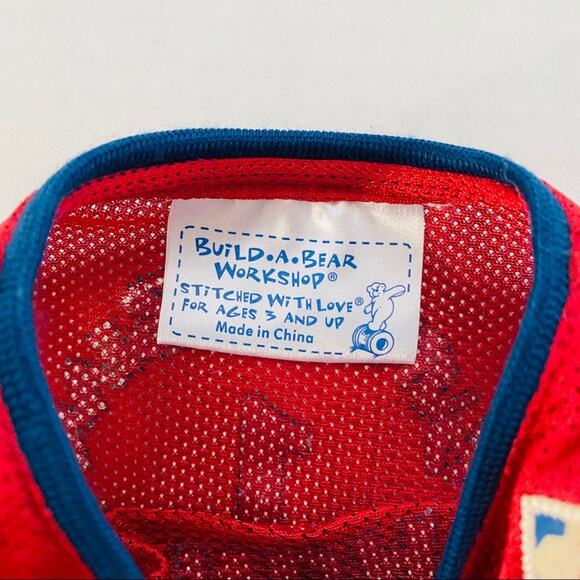 BUILD·A·BEAR
WORKSHOP®
STITCHED WITH LOVE®
FOR AGES 3 AND UP
Made in China